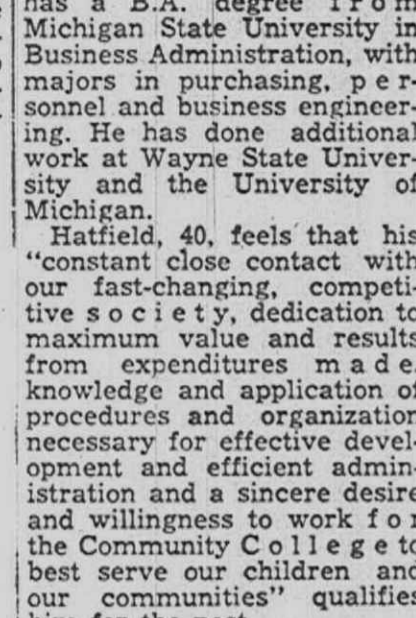 has a B.A. degree from
Michigan State University in
Business Administration, with
majors in purchasing, per-
sonnel and business engineer-
ing. He has done additional
work at Wayne State Univer-
sity and the University of
Michigan.
Hatfield, 40, feels that his
"constant close contact with
our fast-changing, competi-
tive society, dedication to
maximum value and results
from expenditures made,
knowledge and application of
procedures and organization
necessary for effective devel-
opment and efficient admin-
istration and a sincere desire
and willingness to work for
the Community College to
best serve our children and
our communities" qualifies
him for the post.